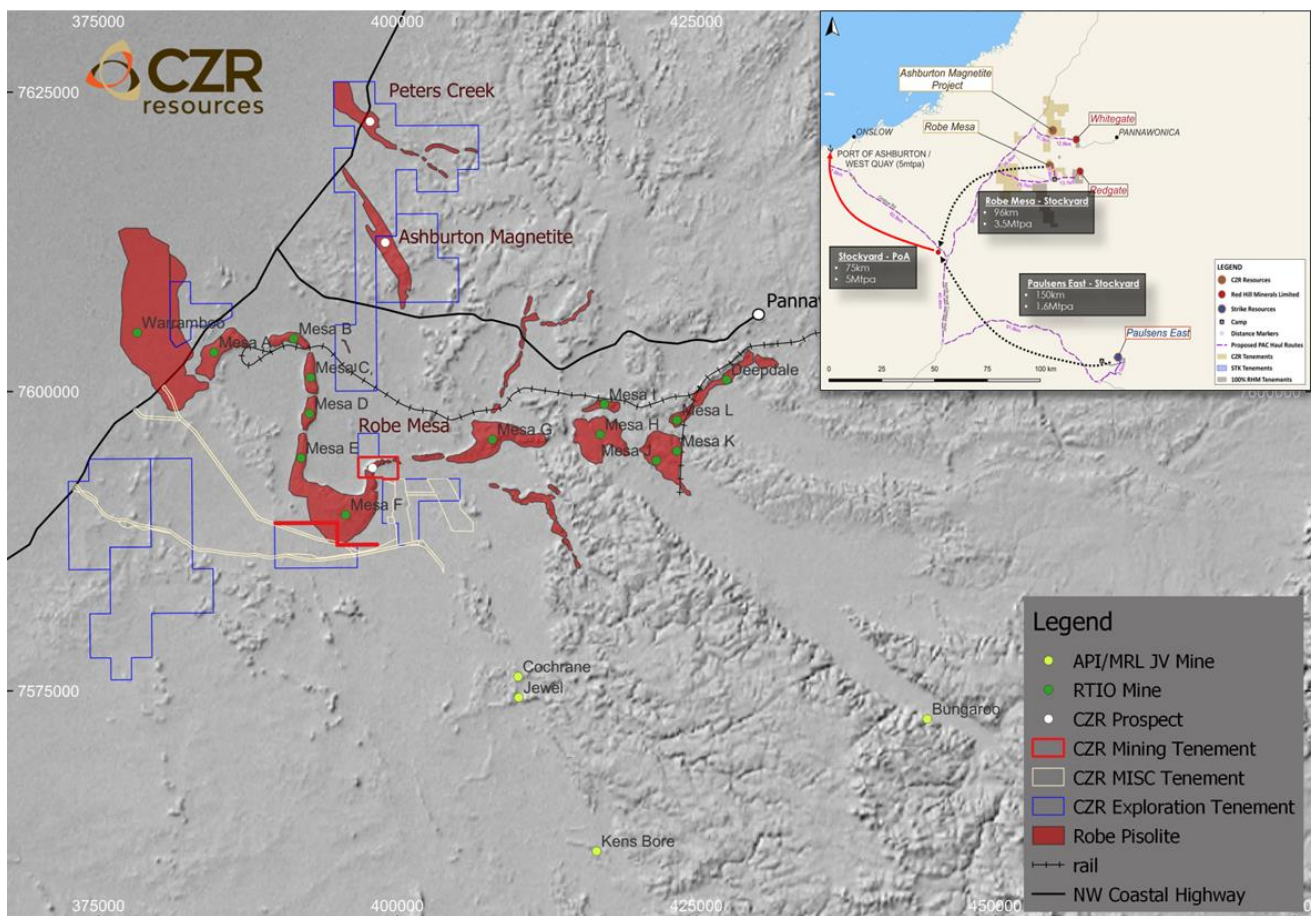 375000
400000
425000
CZR
resources
7625000
Peters Creek
Ashburton Magnetite
Warramboo
Mesa A
Mesa B
Mesa C,
Mesa D
Mesa E
Mesa F
Robe Mesa
Mesa G
Mesa I
Mesa H
Mesa J
Mesa L
Mesa K
Deepdale
Pannaw
7600000
7600000
Cochrane
Jewel
Bungaroo
Kens Bore
7575000
375000
400000
425000
450000
Ashburton Magnetite
Project
Robe Mesa
Whitegate
PANNAWONICA
ONSLOW
PORT OF ASHBURTON /
WEST QUAY (5mtpa)
Redgate
Robe Mesa - Stockyard
• 96km
• 3.5Mtpa
Stockyard - PoA
• 75km
• 5Mtpa
Paulsens East - Stockyard
• 150km
• 1.6Mtpa
Paulsens East
0 25 50 75 100 km
LEGEND
CZR Resources
Red Hill Minerals Limited
Strike Resources
Camp
Distance Markers
Proposed PAC Haul Routes
CZR Tenements
STK Tenements
100% RHM Tenements
Legend
API/MRL JV Mine
RTIO Mine
CZR Prospect
CZR Mining Tenement
CZR MISC Tenement
CZR Exploration Tenement
Robe Pisolite
rail
NW Coastal Highway